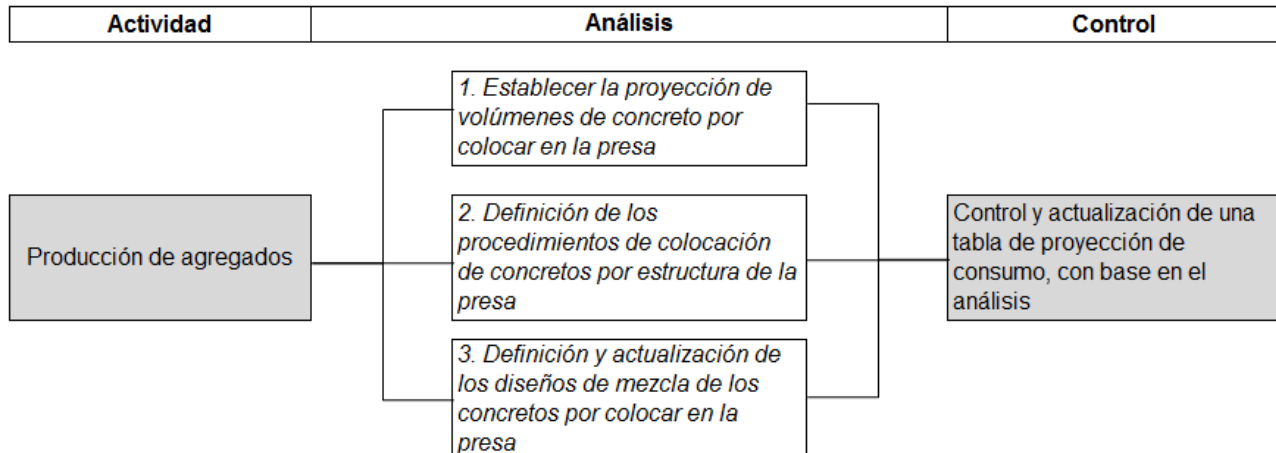 Actividad
Análisis
Control
1. Establecer la proyección de
volúmenes de concreto por
colocar en la presa
Producción de agregados
2. Definición de los
procedimientos de colocación
de concretos por estructura de la
presa
3. Definición y actualización de
los diseños de mezcla de los
concretos por colocar en la
presa
Control y actualización de una
tabla de proyección de
consumo, con base en el
análisis